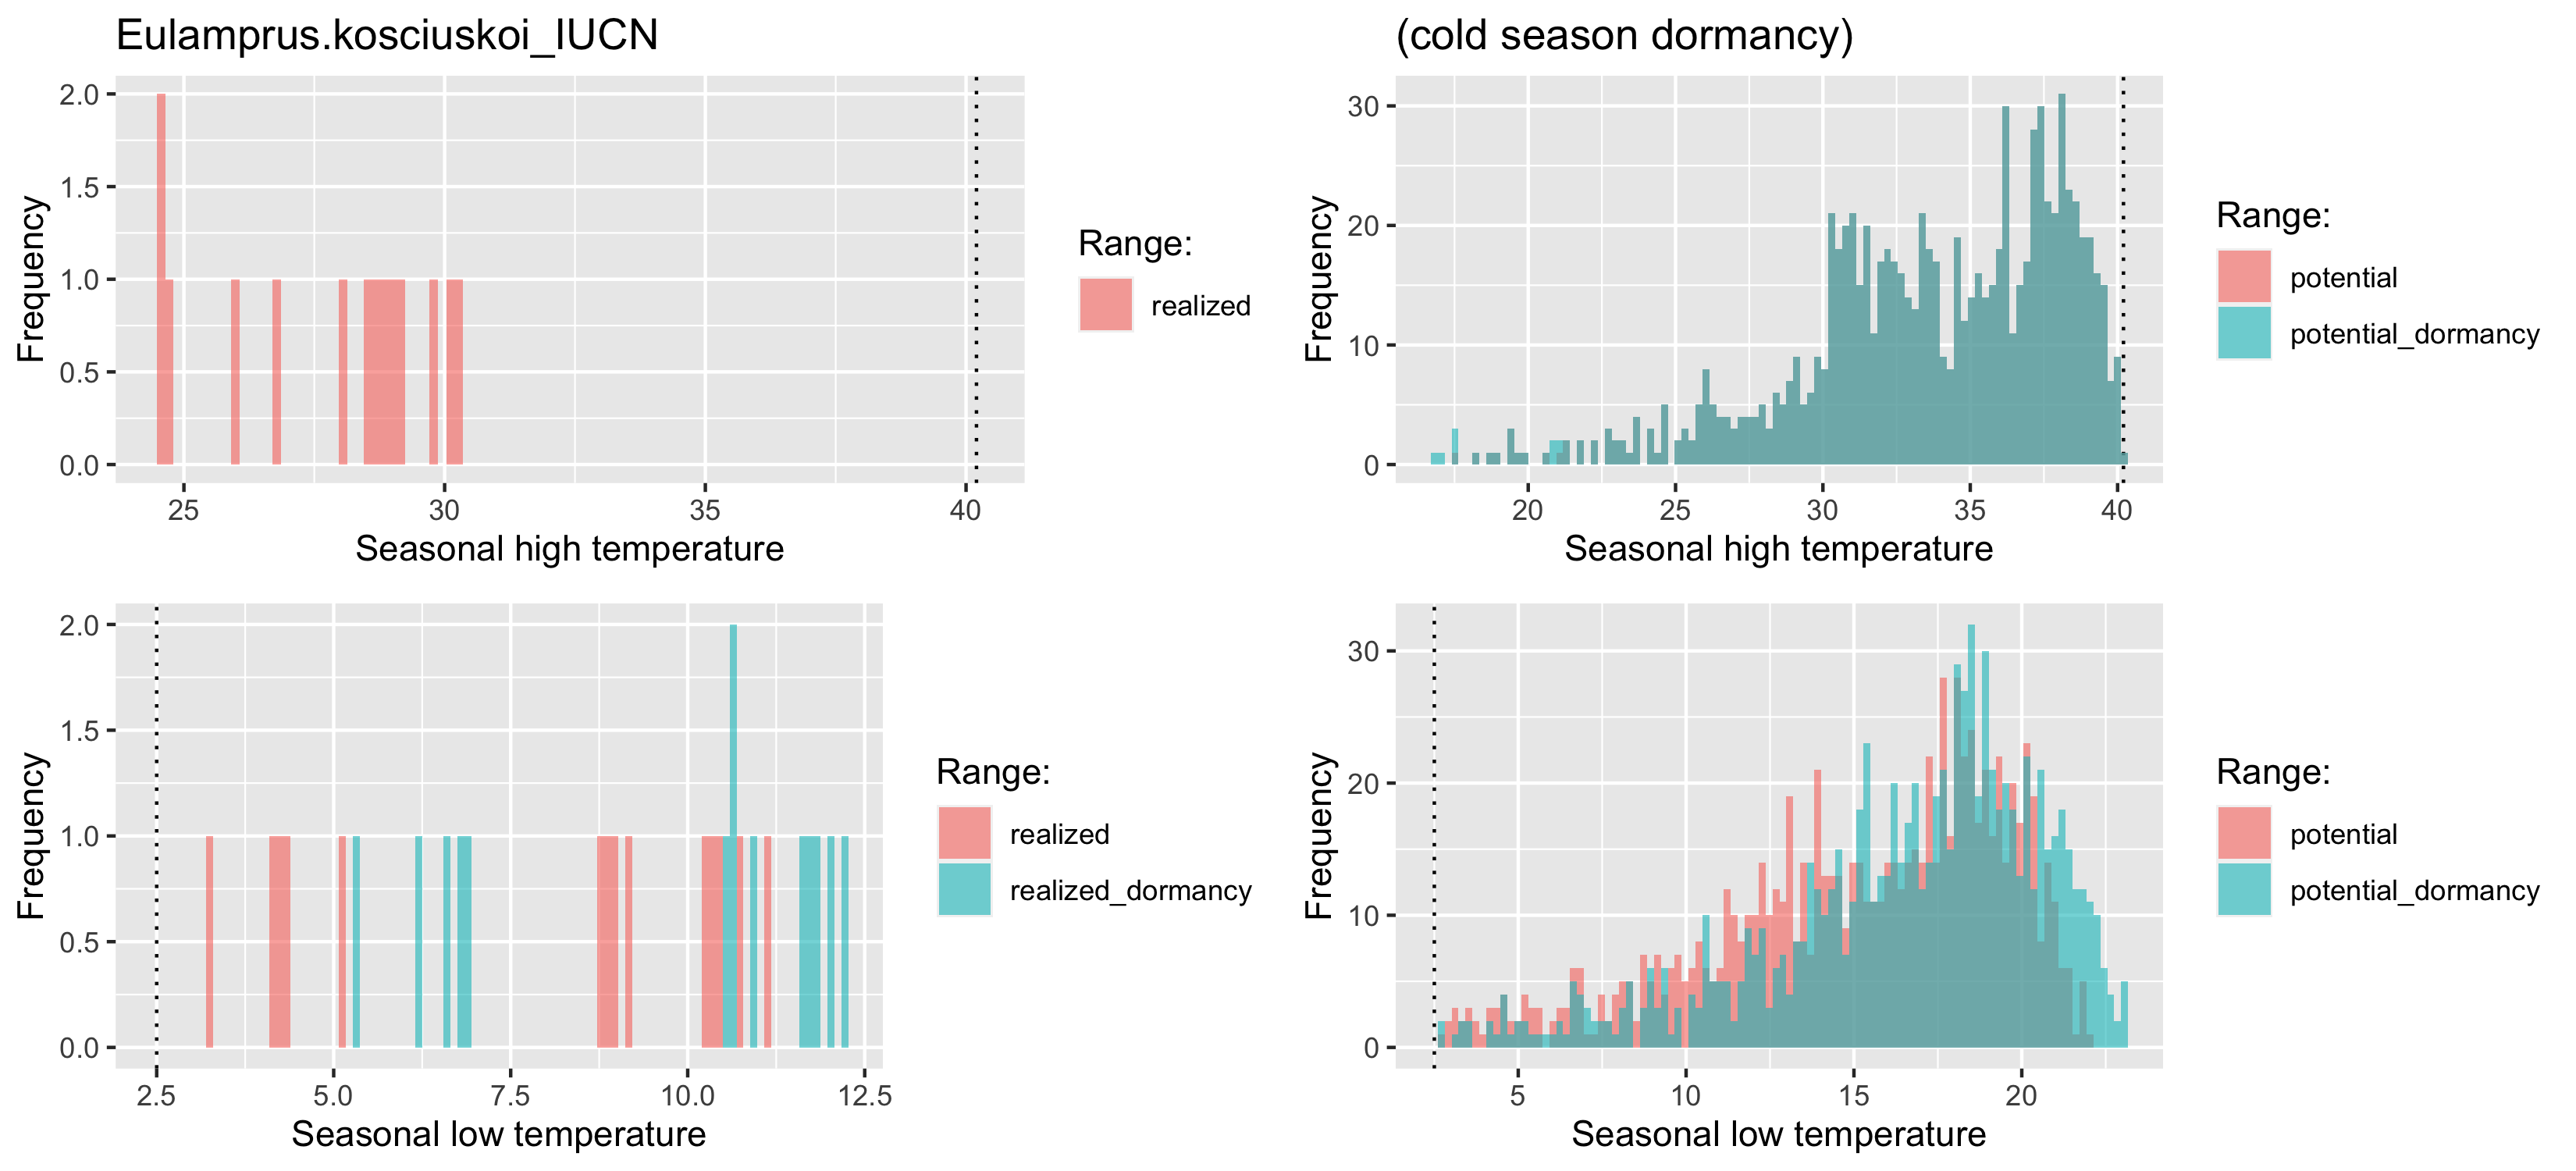 Eulamprus.kosciuskoi_IUCN
2.0
1.5
1.0
0.5
0.0
Frequency
25 30 35 40
Seasonal high temperature
Range:
realized
(cold season dormancy)
30
20
10
0
Frequency
20 25 30 35 40
Seasonal high temperature
Range:
potential
potential_dormancy
2.0
1.5
1.0
0.5
0.0
Frequency
2.5 5.0 7.5 10.0 12.5
Seasonal low temperature
Range:
realized
realized_dormancy
30
20
10
0
Frequency
5 10 15 20
Seasonal low temperature
Range:
potential
potential_dormancy